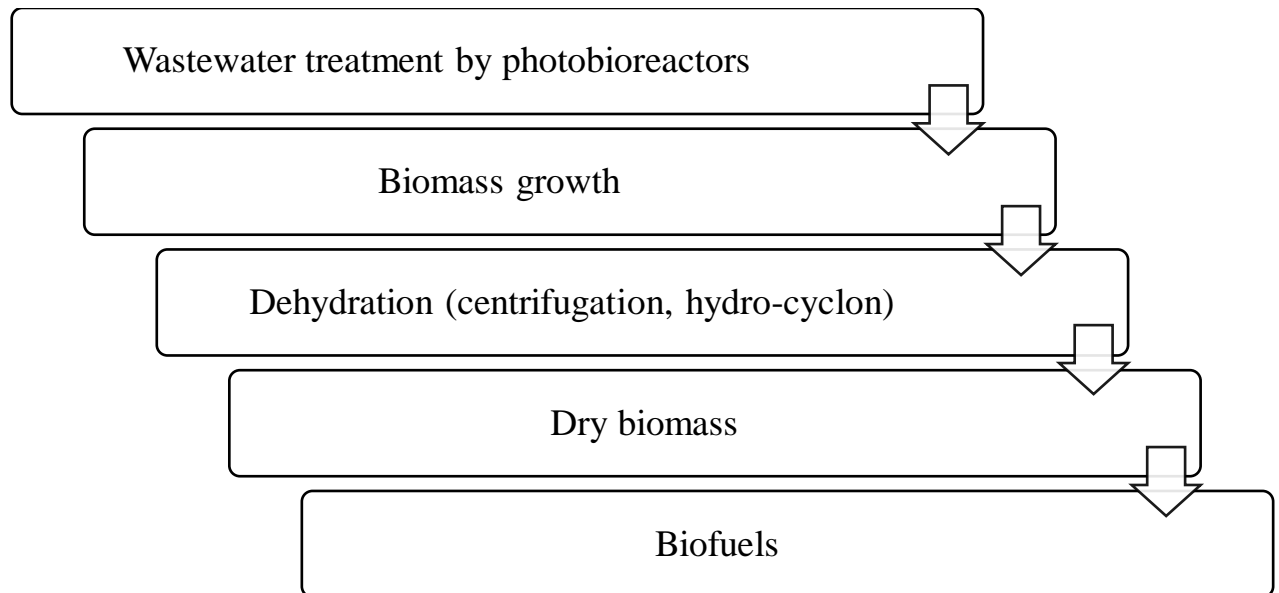 Wastewater treatment by photobioreactors
Biomass growth
Dehydration (centrifugation, hydro-cyclon)
Dry biomass
Biofuels